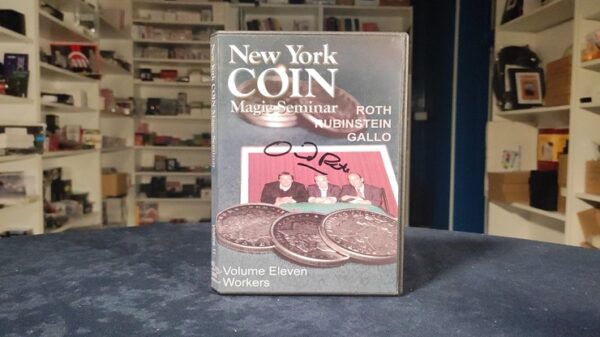 New York
COIN
Magic Seminar
ROTH
RUBINSTEIN
GALLO
Volume Eleven
Workers